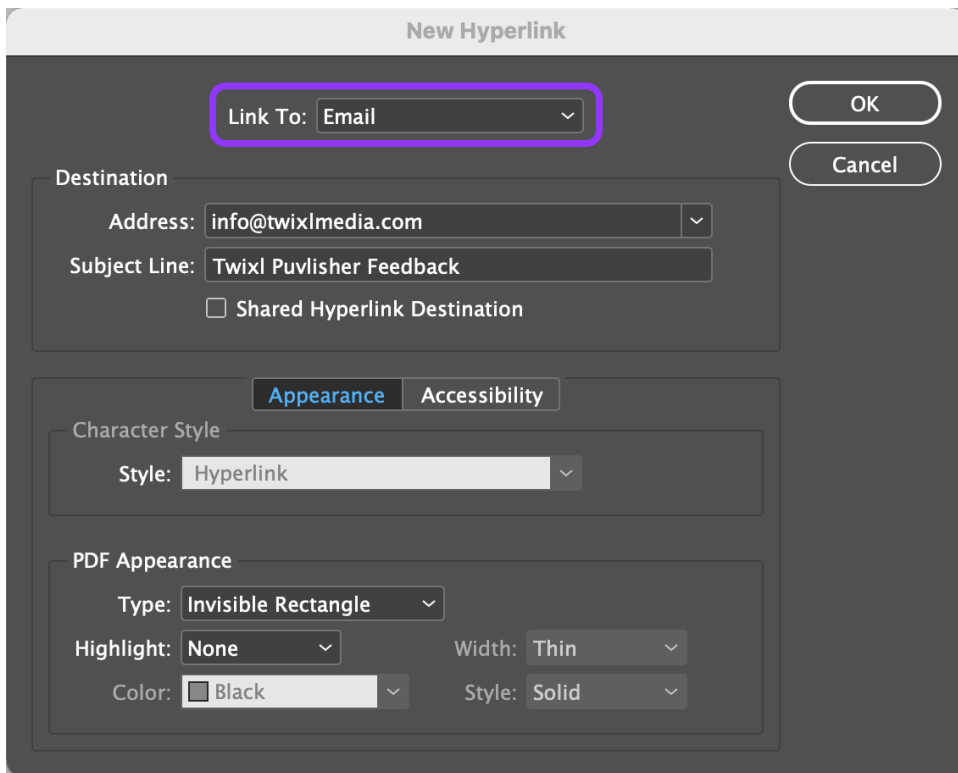 New Hyperlink
Link To: Email
OK
Cancel
Destination
Address: info@twixlmedia.com
Subject Line: Twixl Puvlisher Feedback
Shared Hyperlink Destination
Appearance Accessibility
Character Style
Style: Hyperlink
PDF Appearance
Type: Invisible Rectangle
Highlight: None Width: Thin
Color: Black Style: Solid